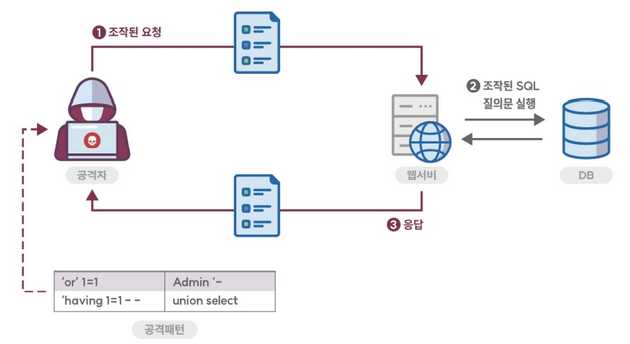 1 조작된 요청
2 조작된 SQL
질의문 실행
공격자
웹서비
DB
3 응답
'or' 1=1
Admin '–
'having 1=1 – –
union select
공격패턴